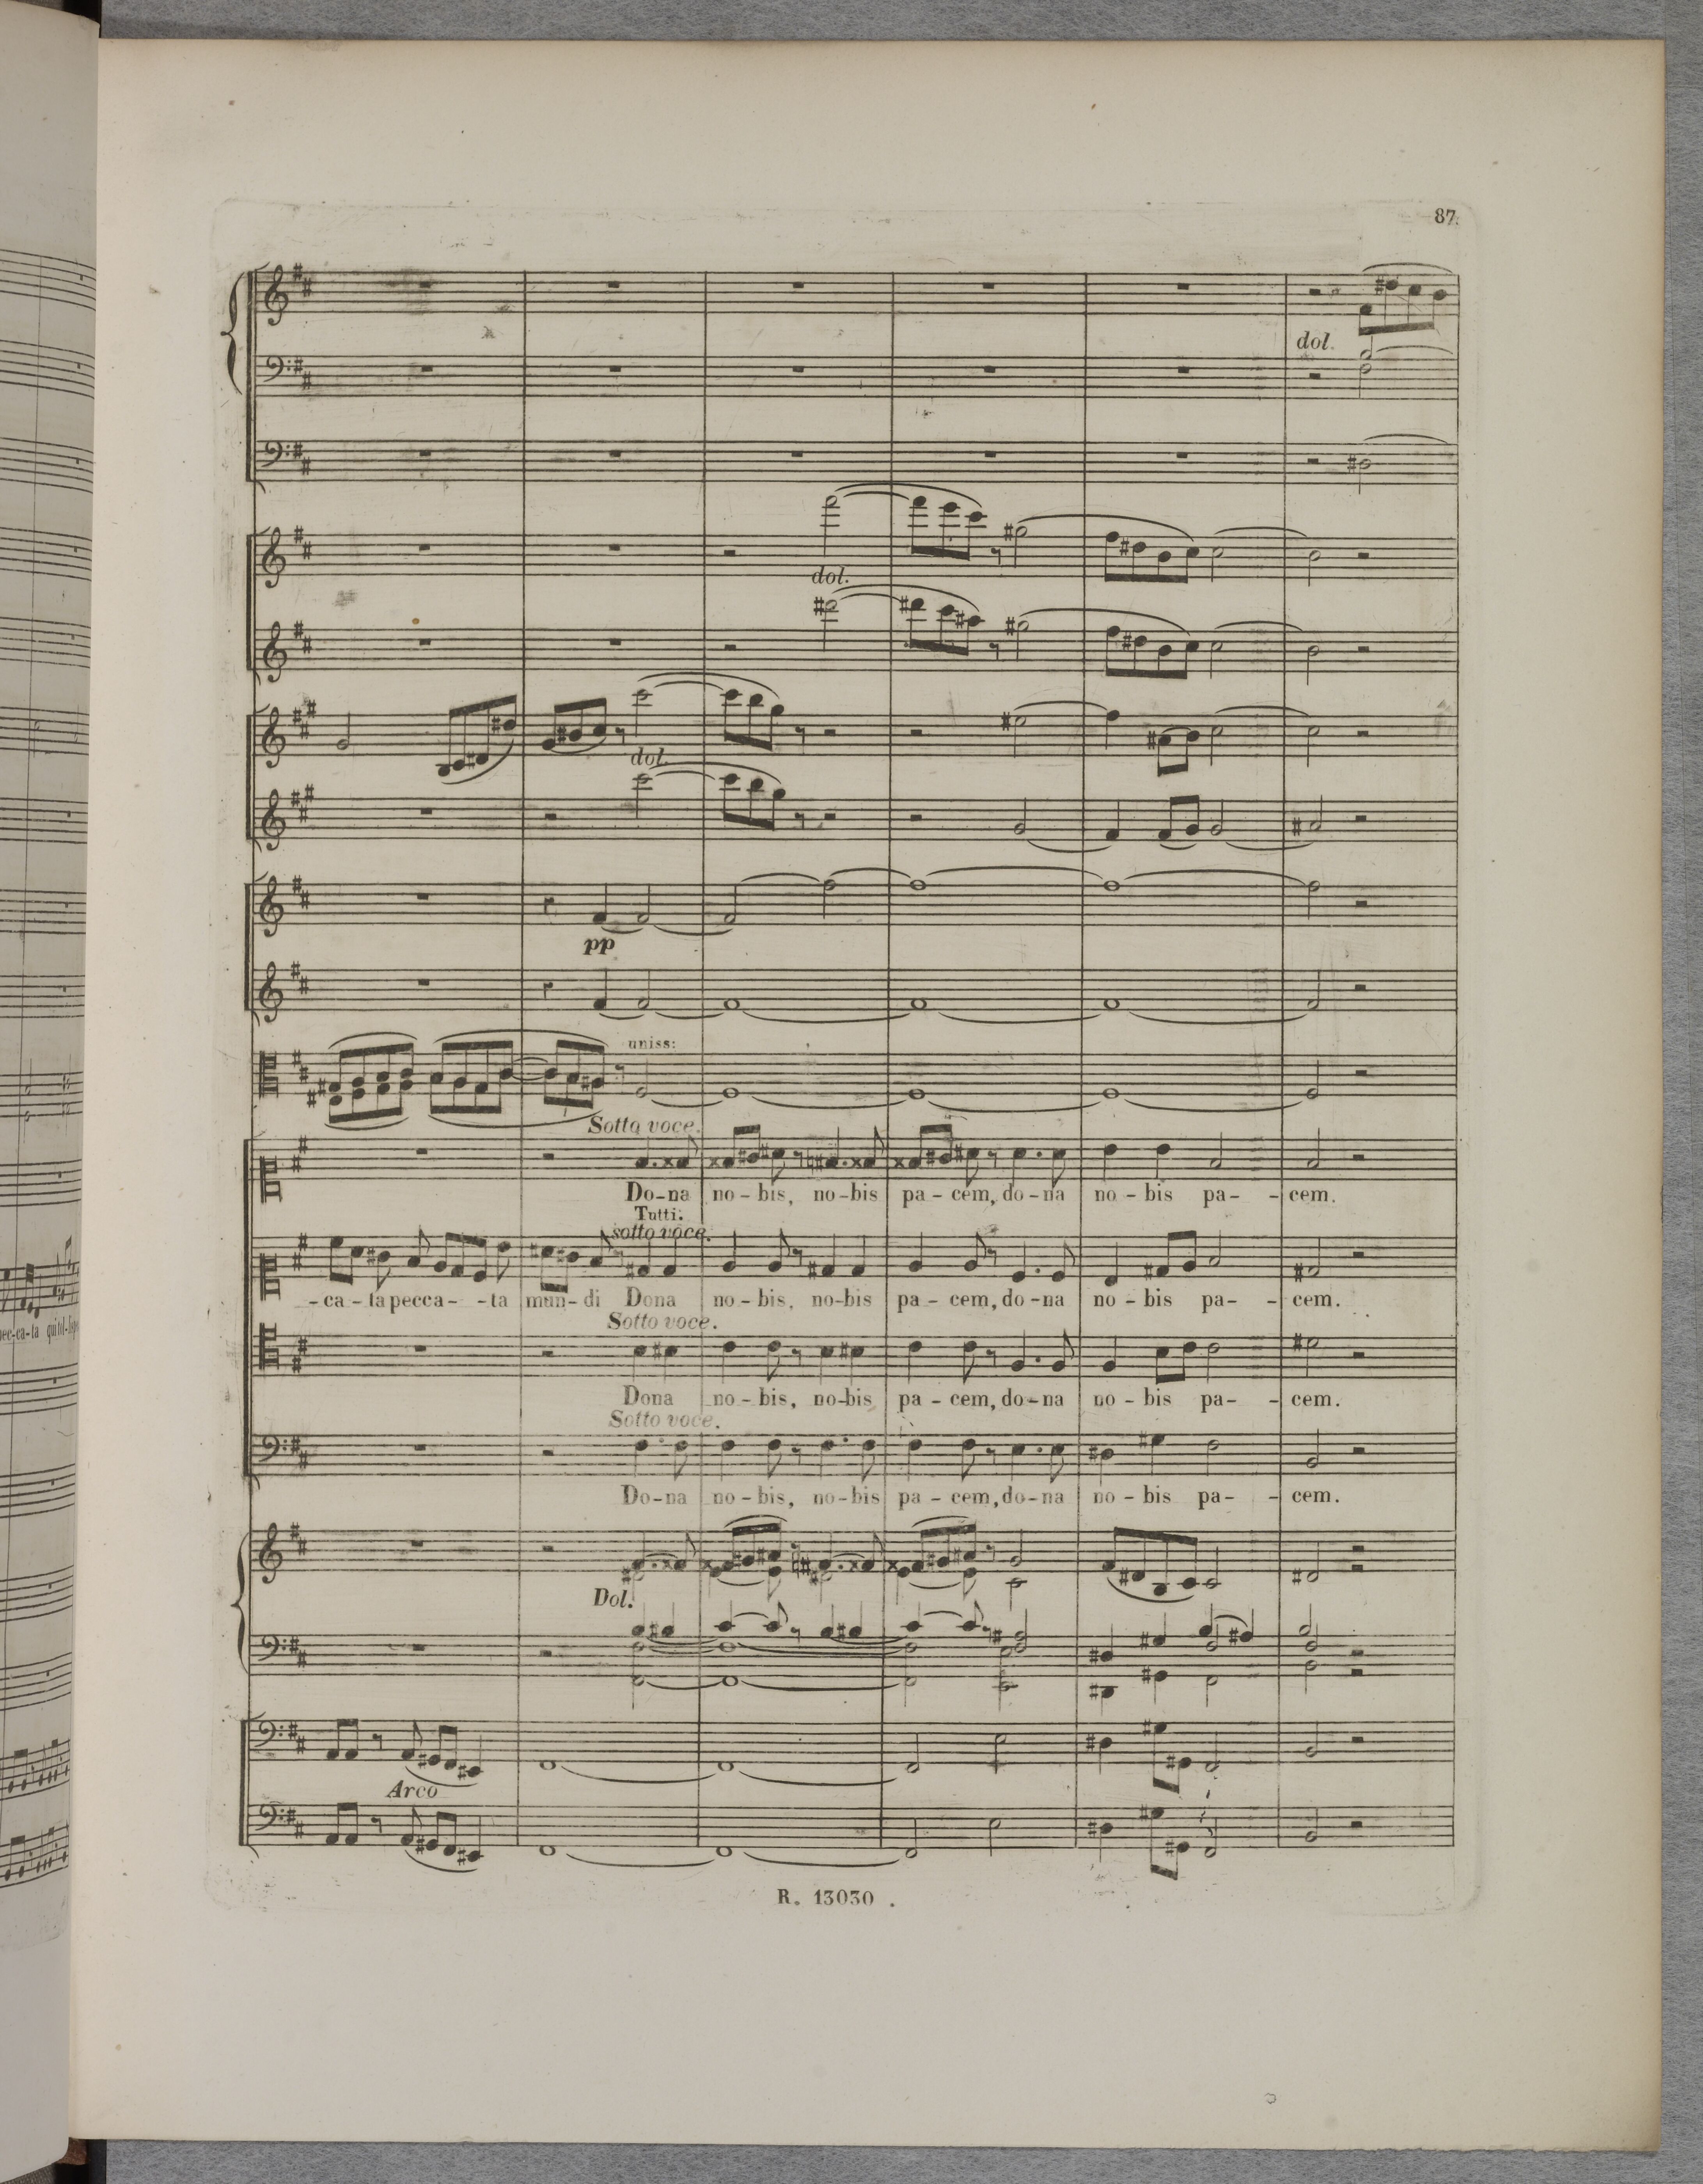 87.
dol.
dol.
dol.
pp
uniss:
Sotto voce.
Do-na no-bis, no-bis pa-cem, do-na no-bis pa--cem.
Tutti.
sotto voce.
-ca-ta pecca--ta mun-di Dona no-bis, no-bis pa-cem, do-na no-bis pa--cem.
ec-ca-ta qui tol-lis
Sotto voce.
Dona no-bis, no-bis pa-cem, do-na no-bis pa--cem.
Sotto voce.
Do-na no-bis, no-bis pa-cem, do-na no-bis pa--cem.
Dol.
Arco
R. 13030.